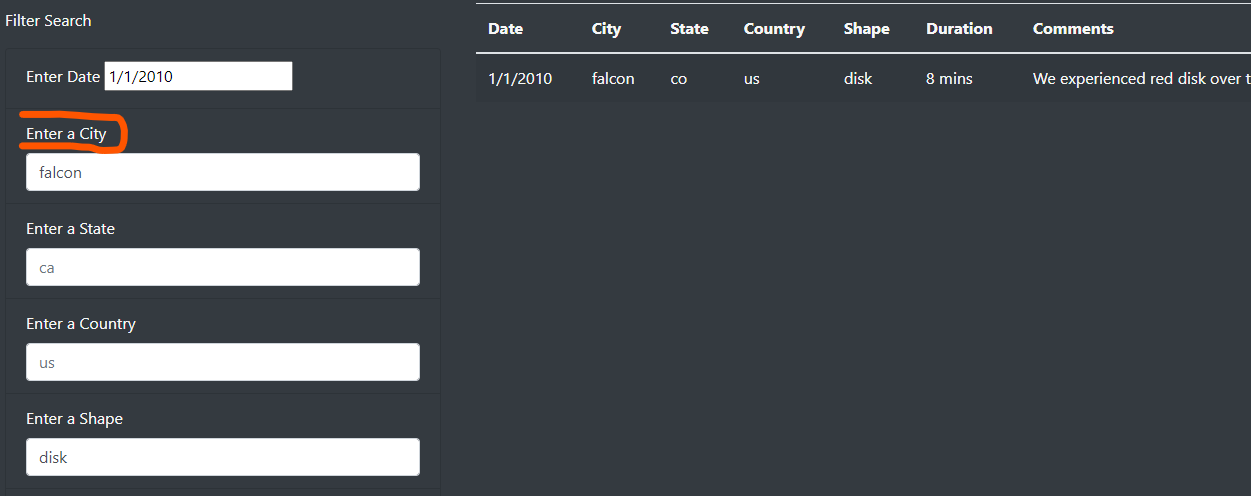 Filter Search
Enter Date 1/1/2010
Enter a City
falcon
Enter a State
ca
Enter a Country
us
Enter a Shape
disk
Date City State Country Shape Duration Comments
1/1/2010 falcon co us disk 8 mins We experienced red disk over